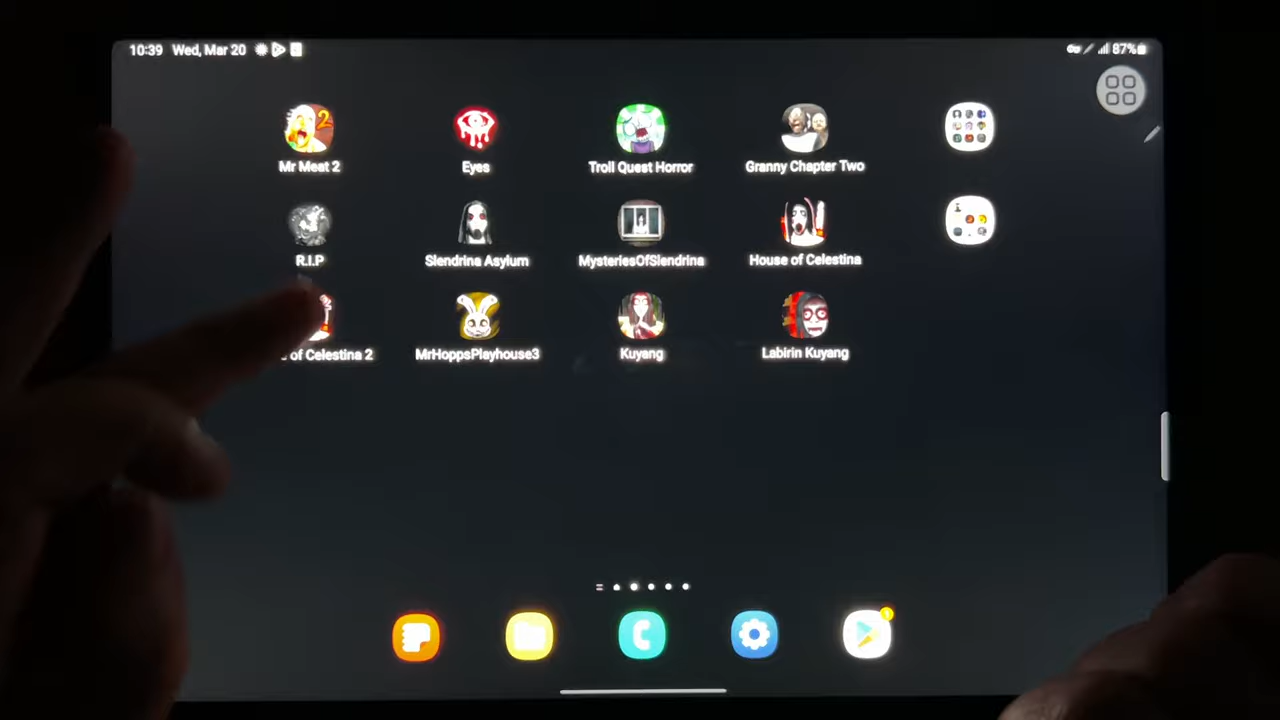 10:39 Wed, Mar 20 87%
Mr Meat 2
Eyes
Troll Quest Horror
Granny Chapter Two
R.I.P
Slendrina Asylum
MysteriesOfSlendrina
House of Celestina
of Celestina 2
MrHoppsPlayhouse3
Kuyang
Labirin Kuyang